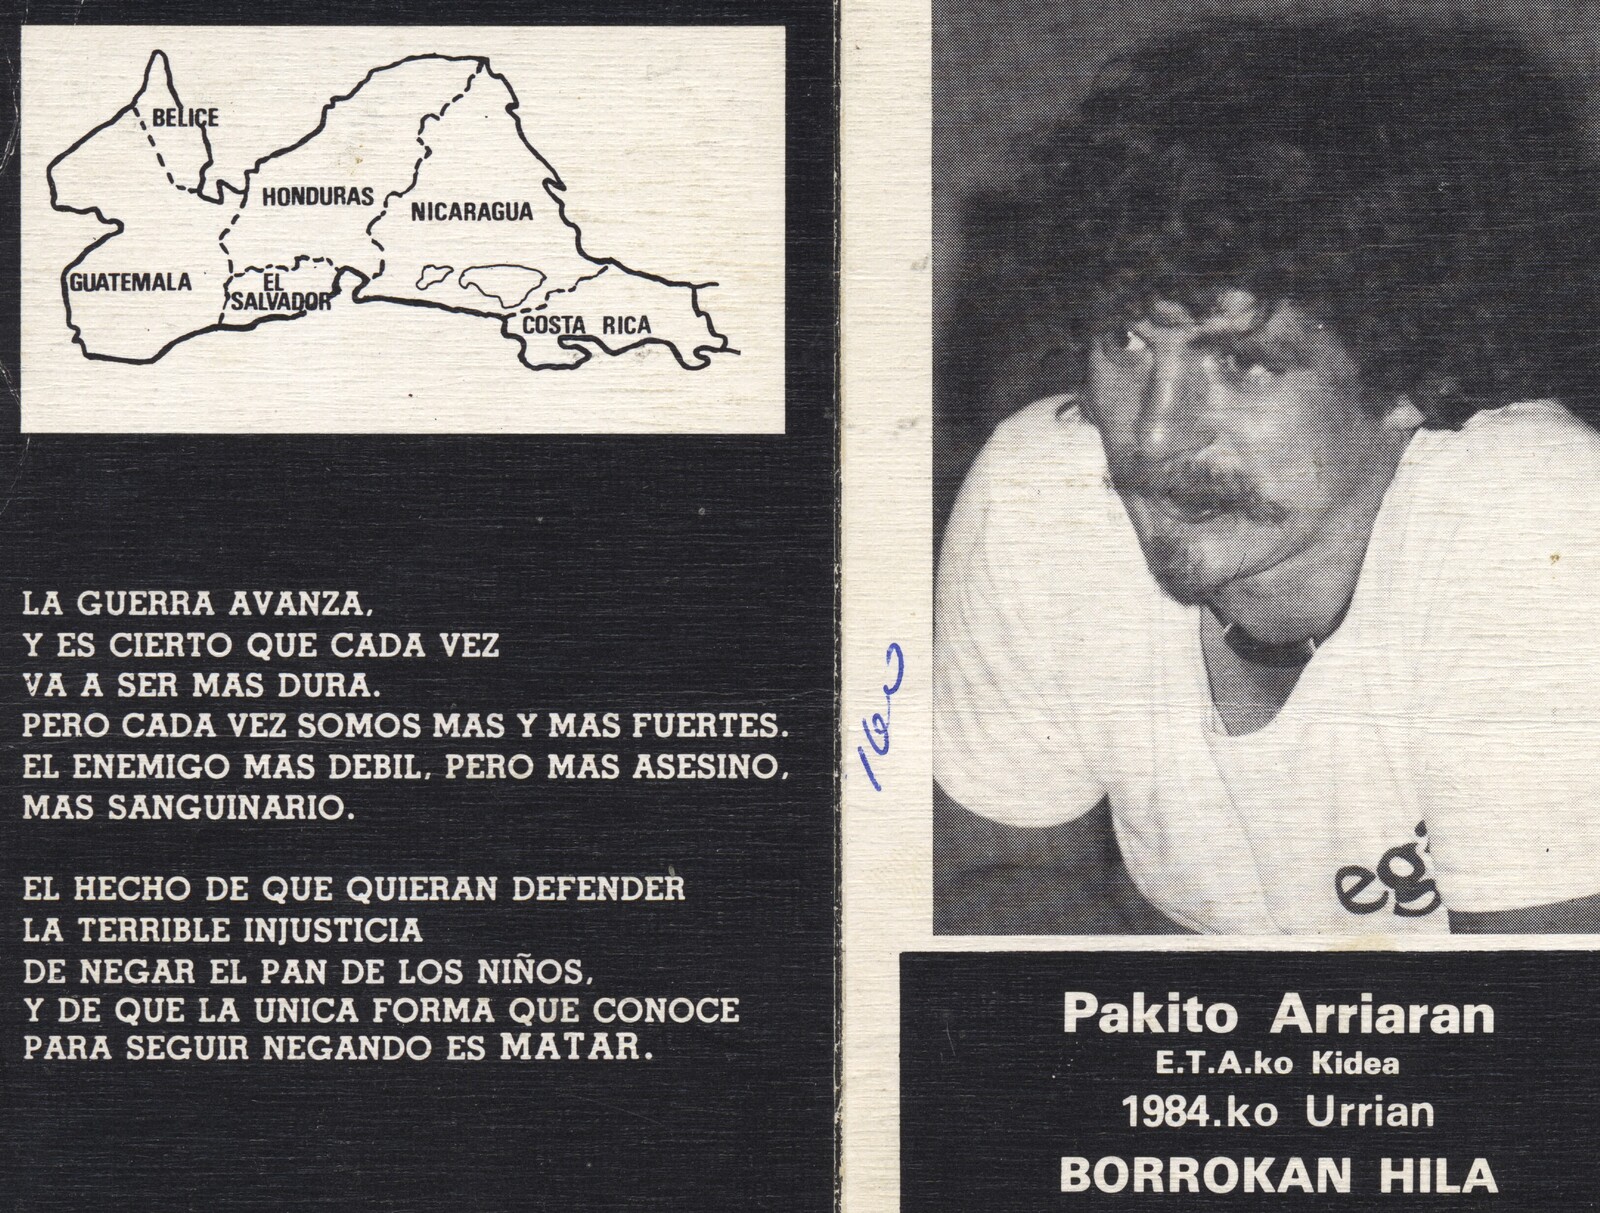 BELICE
HONDURAS
NICARAGUA
GUATEMALA
EL
SALVADOR
COSTA RICA
LA GUERRA AVANZA,
Y ES CIERTO QUE CADA VEZ
VA A SER MAS DURA.
PERO CADA VEZ SOMOS MAS Y MAS FUERTES.
EL ENEMIGO MAS DEBIL, PERO MAS ASESINO,
MAS SANGUINARIO.
EL HECHO DE QUE QUIERAN DEFENDER
LA TERRIBLE INJUSTICIA
DE NEGAR EL PAN DE LOS NIÑOS,
Y DE QUE LA UNICA FORMA QUE CONOCE
PARA SEGUIR NEGANDO ES MATAR.
eg
Pakito Arriaran
E.T.A.ko Kidea
1984.ko Urrian
BORROKAN HILA